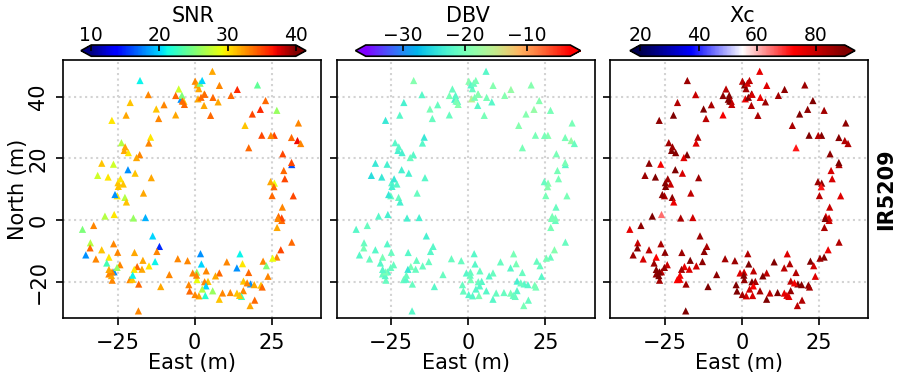 SNR DBV Xc
10 20 30 40 −30 −20 −10 20 40 60 80
40
20
0
−20
North (m)
IR5209
−25 0 25 −25 0 25 −25 0 25
East (m) East (m) East (m)